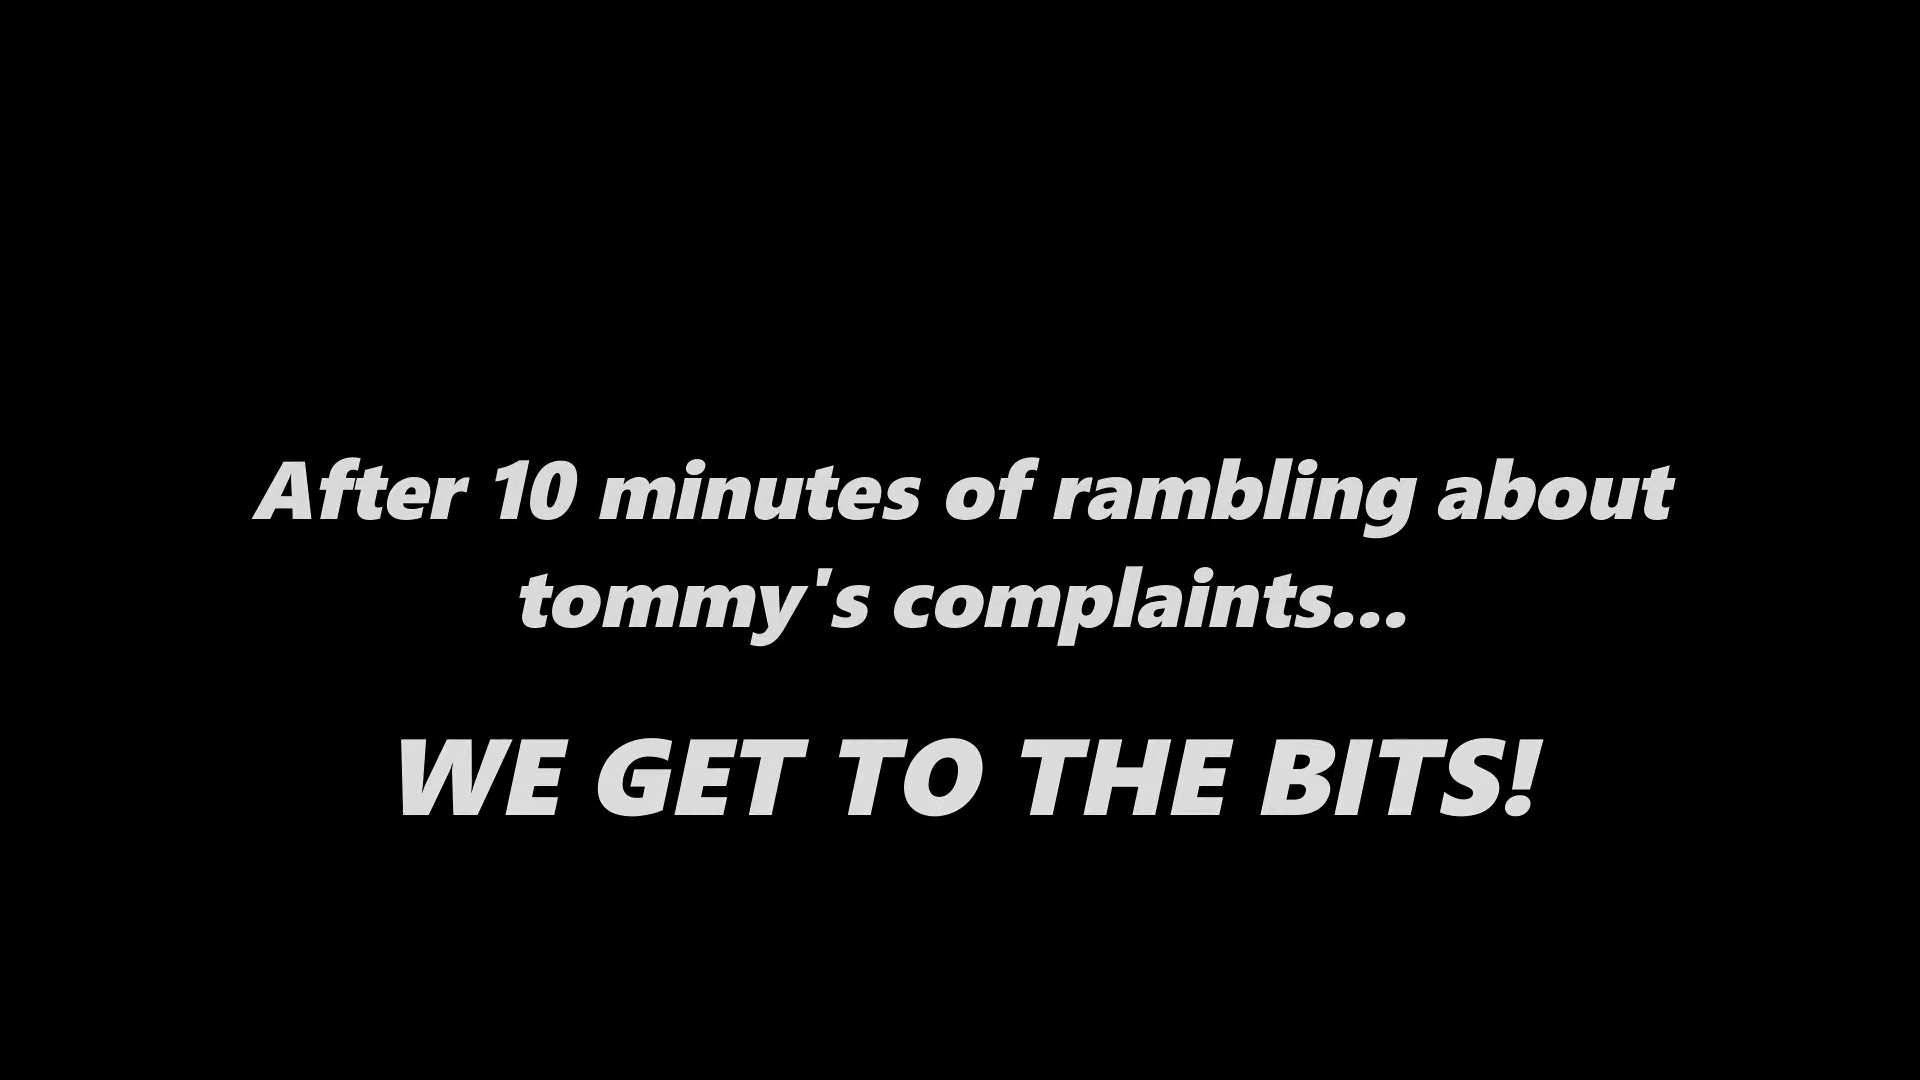 After 10 minutes of rambling about
tommy's complaints...
WE GET TO THE BITS!